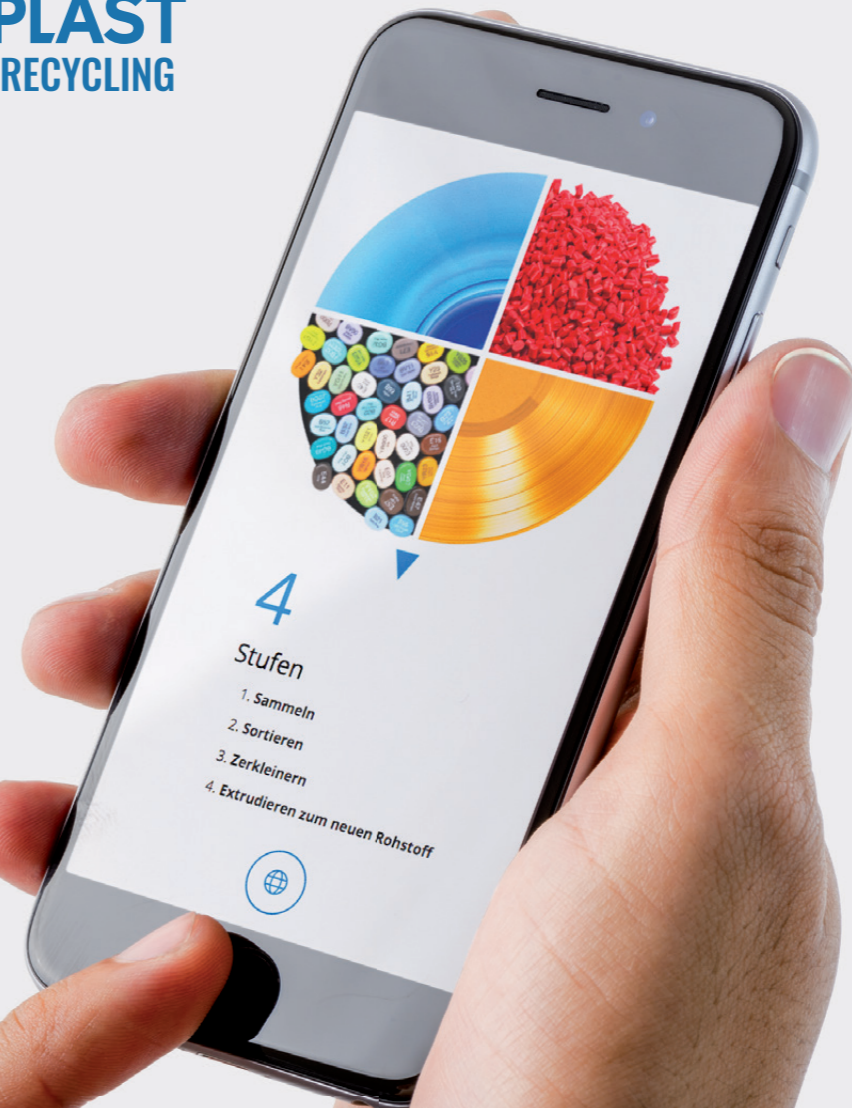 PLAST
RECYCLING
4
Stufen
1. Sammeln
2. Sortieren
3. Zerkleinern
4. Extrudieren zum neuen Rohstoff